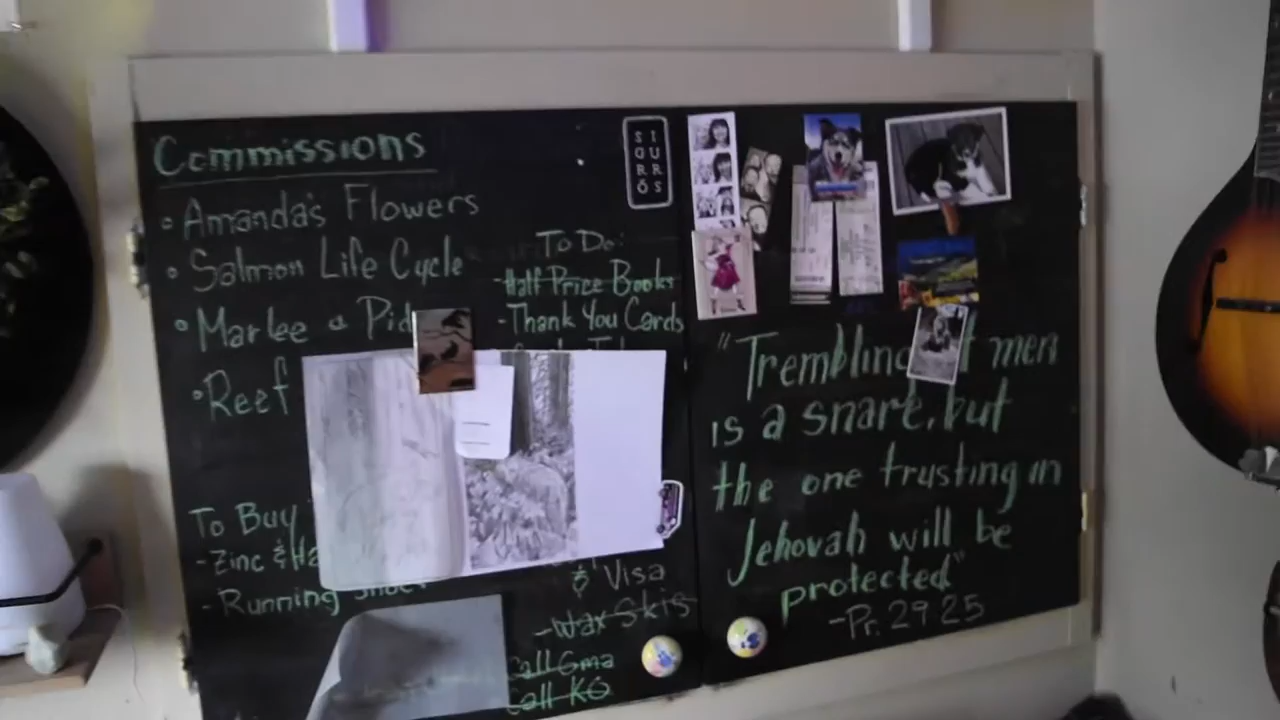 Commissions
• Amanda's Flowers
• Salmon Life Cycle
• Marlee a
• Reef
To Buy
- Zinc &
- Running
To Do:
- Half Price Books
- Thank You Cards
& Visa
- Wax Skis
Call Gma
Call KG
"Trembling men
is a snare, but
the one trusting in
Jehovah will be
protected"
- Pr. 29 25